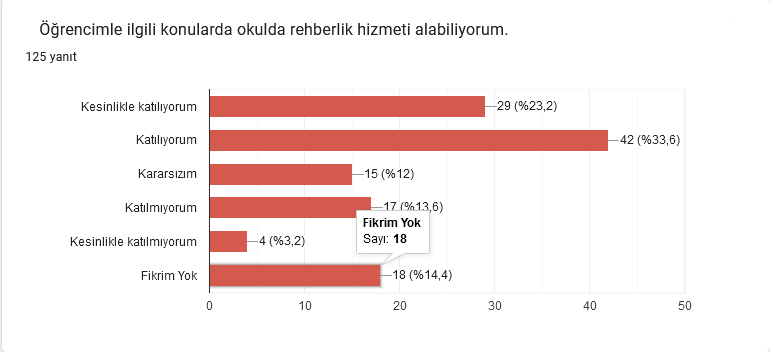 Öğrencimle ilgili konularda okulda rehberlik hizmeti alabiliyorum.
125 yanıt
Kesinlikle katılıyorum 29 (%23,2)
Katılıyorum 42 (%33,6)
Kararsızım 15 (%12)
Katılmıyorum 17 (%13,6)
Fikrim Yok
Sayı: 18
Kesinlikle katılmıyorum 4 (%3,2)
Fikrim Yok 18 (%14,4)
0 10 20 30 40 50